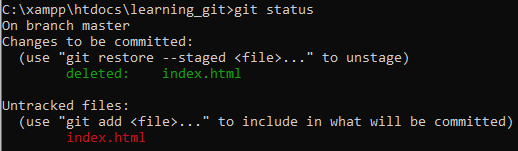 C:\xampp\htdocs\learning_git>git status
On branch master
Changes to be committed:
  (use "git restore --staged <file>..." to unstage)
        deleted:    index.html

Untracked files:
  (use "git add <file>..." to include in what will be committed)
        index.html